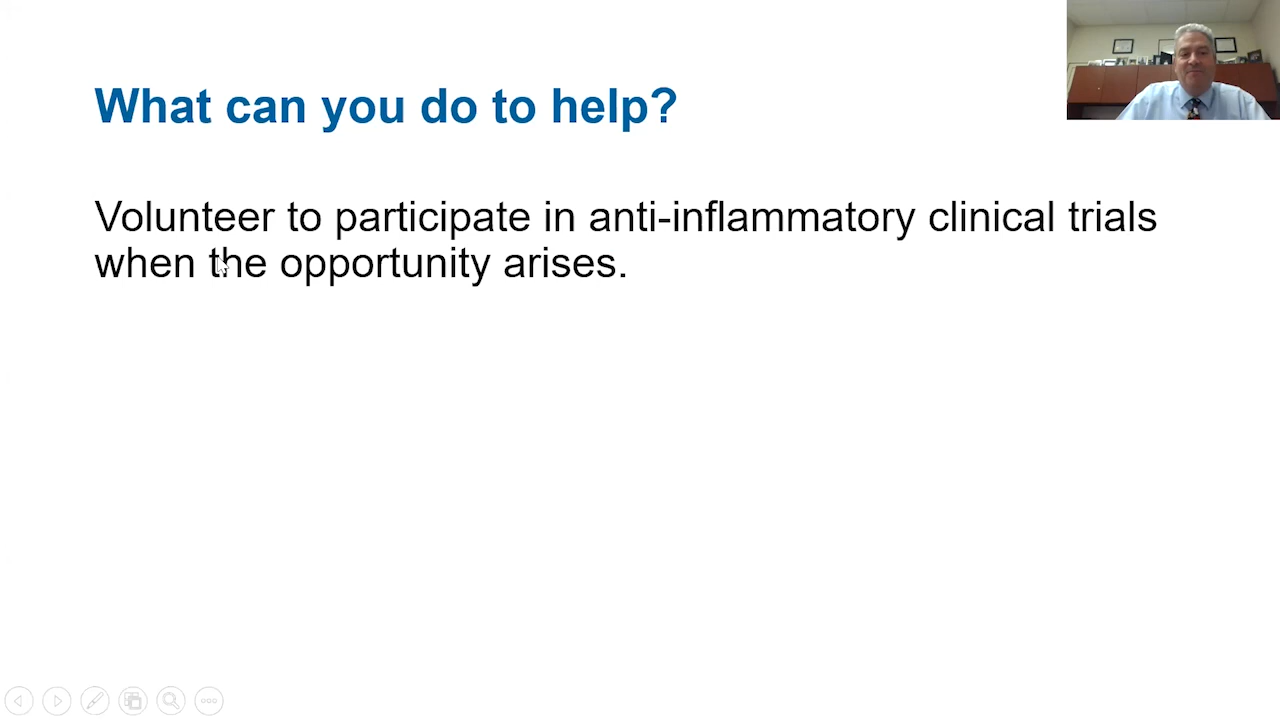 What can you do to help?
Volunteer to participate in anti-inflammatory clinical trials
when the opportunity arises.